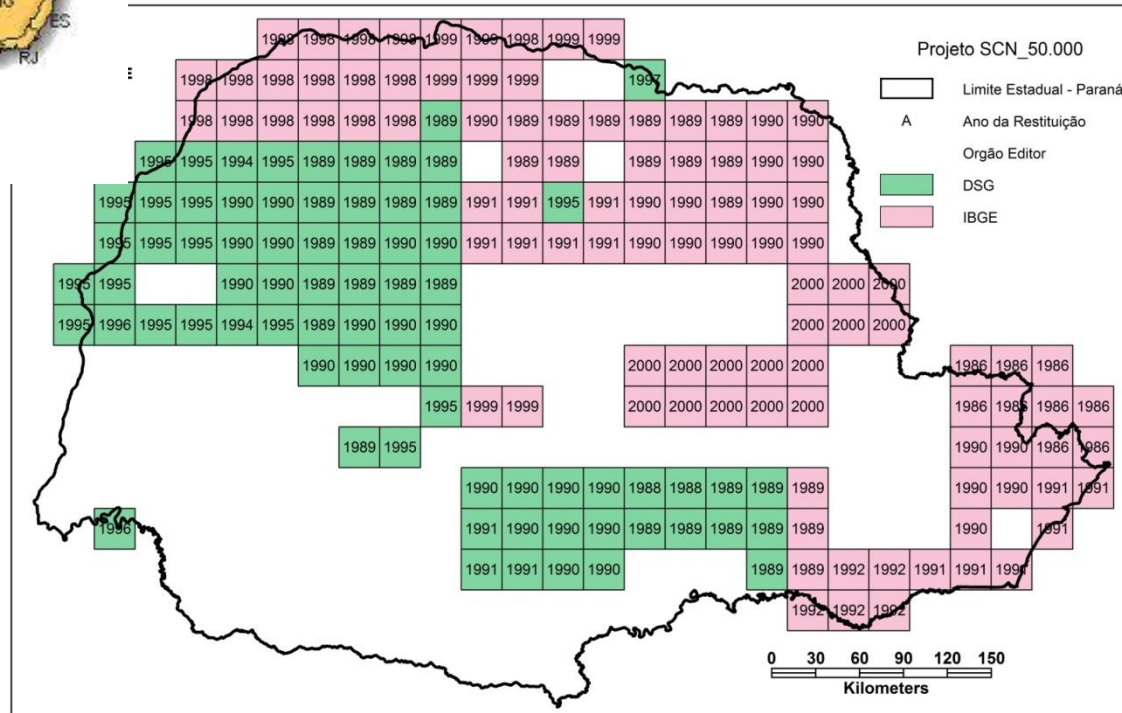 ES
RJ
Projeto SCN_50.000
Limite Estadual - Paraná
A Ano da Restituição
Orgão Editor
DSG
IBGE
1998 1998 1998 1998 1999 1999 1998 1999 1999
1998 1998 1998 1998 1998 1998 1999 1999 1999 1997
1998 1998 1998 1998 1998 1998 1989 1990 1989 1989 1989 1989 1989 1989 1990 1990
1995 1995 1994 1995 1989 1989 1989 1989 1989 1989 1989 1989 1989 1990 1990
1995 1995 1995 1990 1990 1989 1989 1989 1989 1991 1991 1995 1991 1990 1990 1989 1990 1990
1995 1995 1995 1990 1990 1989 1989 1990 1990 1991 1991 1991 1991 1990 1990 1989 1990 1990
1995 1995 1990 1990 1989 1989 1989 1989 2000 2000 2000
1995 1996 1995 1995 1994 1995 1989 1990 1990 1990 2000 2000 2000
1990 1990 1990 1990 2000 2000 2000 2000 2000 1986 1986 1986
1995 1999 1999 2000 2000 2000 2000 2000 1986 1986 1986 1986
1989 1995 1990 1990 1986 1986
1990 1990 1990 1990 1988 1988 1989 1989 1989 1990 1990 1991 1991
1996 1991 1990 1990 1990 1989 1989 1989 1989 1989 1990 1991
1991 1991 1990 1990 1989 1989 1992 1992 1991 1991 1991
1992 1992 1992
0 30 60 90 120 150
Kilometers